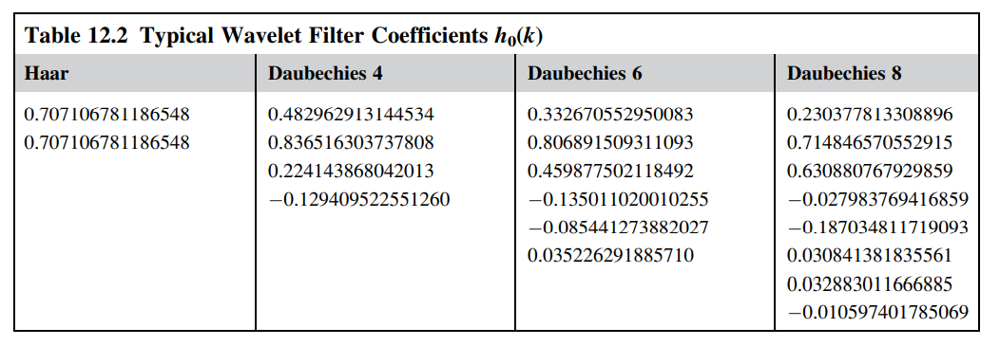 Table 12.2 Typical Wavelet Filter Coefficients h₀(k)
Haar Daubechies 4 Daubechies 6 Daubechies 8
0.707106781186548 0.482962913144534 0.332670552950083 0.230377813308896
0.707106781186548 0.836516303737808 0.806891509311093 0.714846570552915
0.224143868042013 0.459877502118492 0.630880767929859
−0.129409522551260 −0.135011020010255 −0.027983769416859
−0.085441273882027 −0.187034811719093
0.035226291885710 0.030841381835561
0.032883011666885
−0.010597401785069